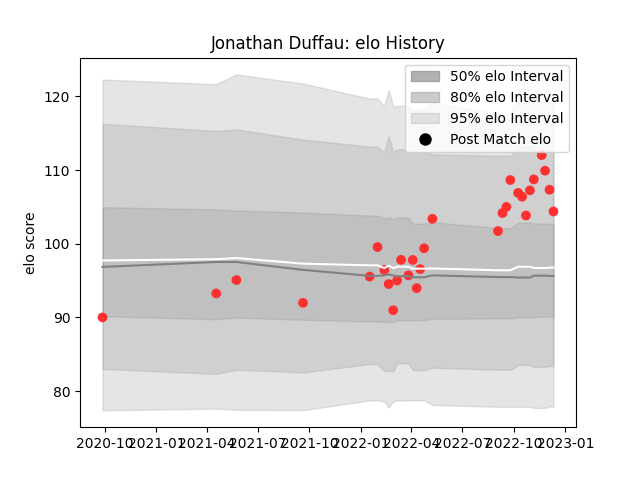 Jonathan Duffau: elo History
50% elo Interval
80% elo Interval
95% elo Interval
Post Match elo
elo score
120
110
100
90
80
2020-10 2021-01 2021-04 2021-07 2021-10 2022-01 2022-04 2022-07 2022-10 2023-01